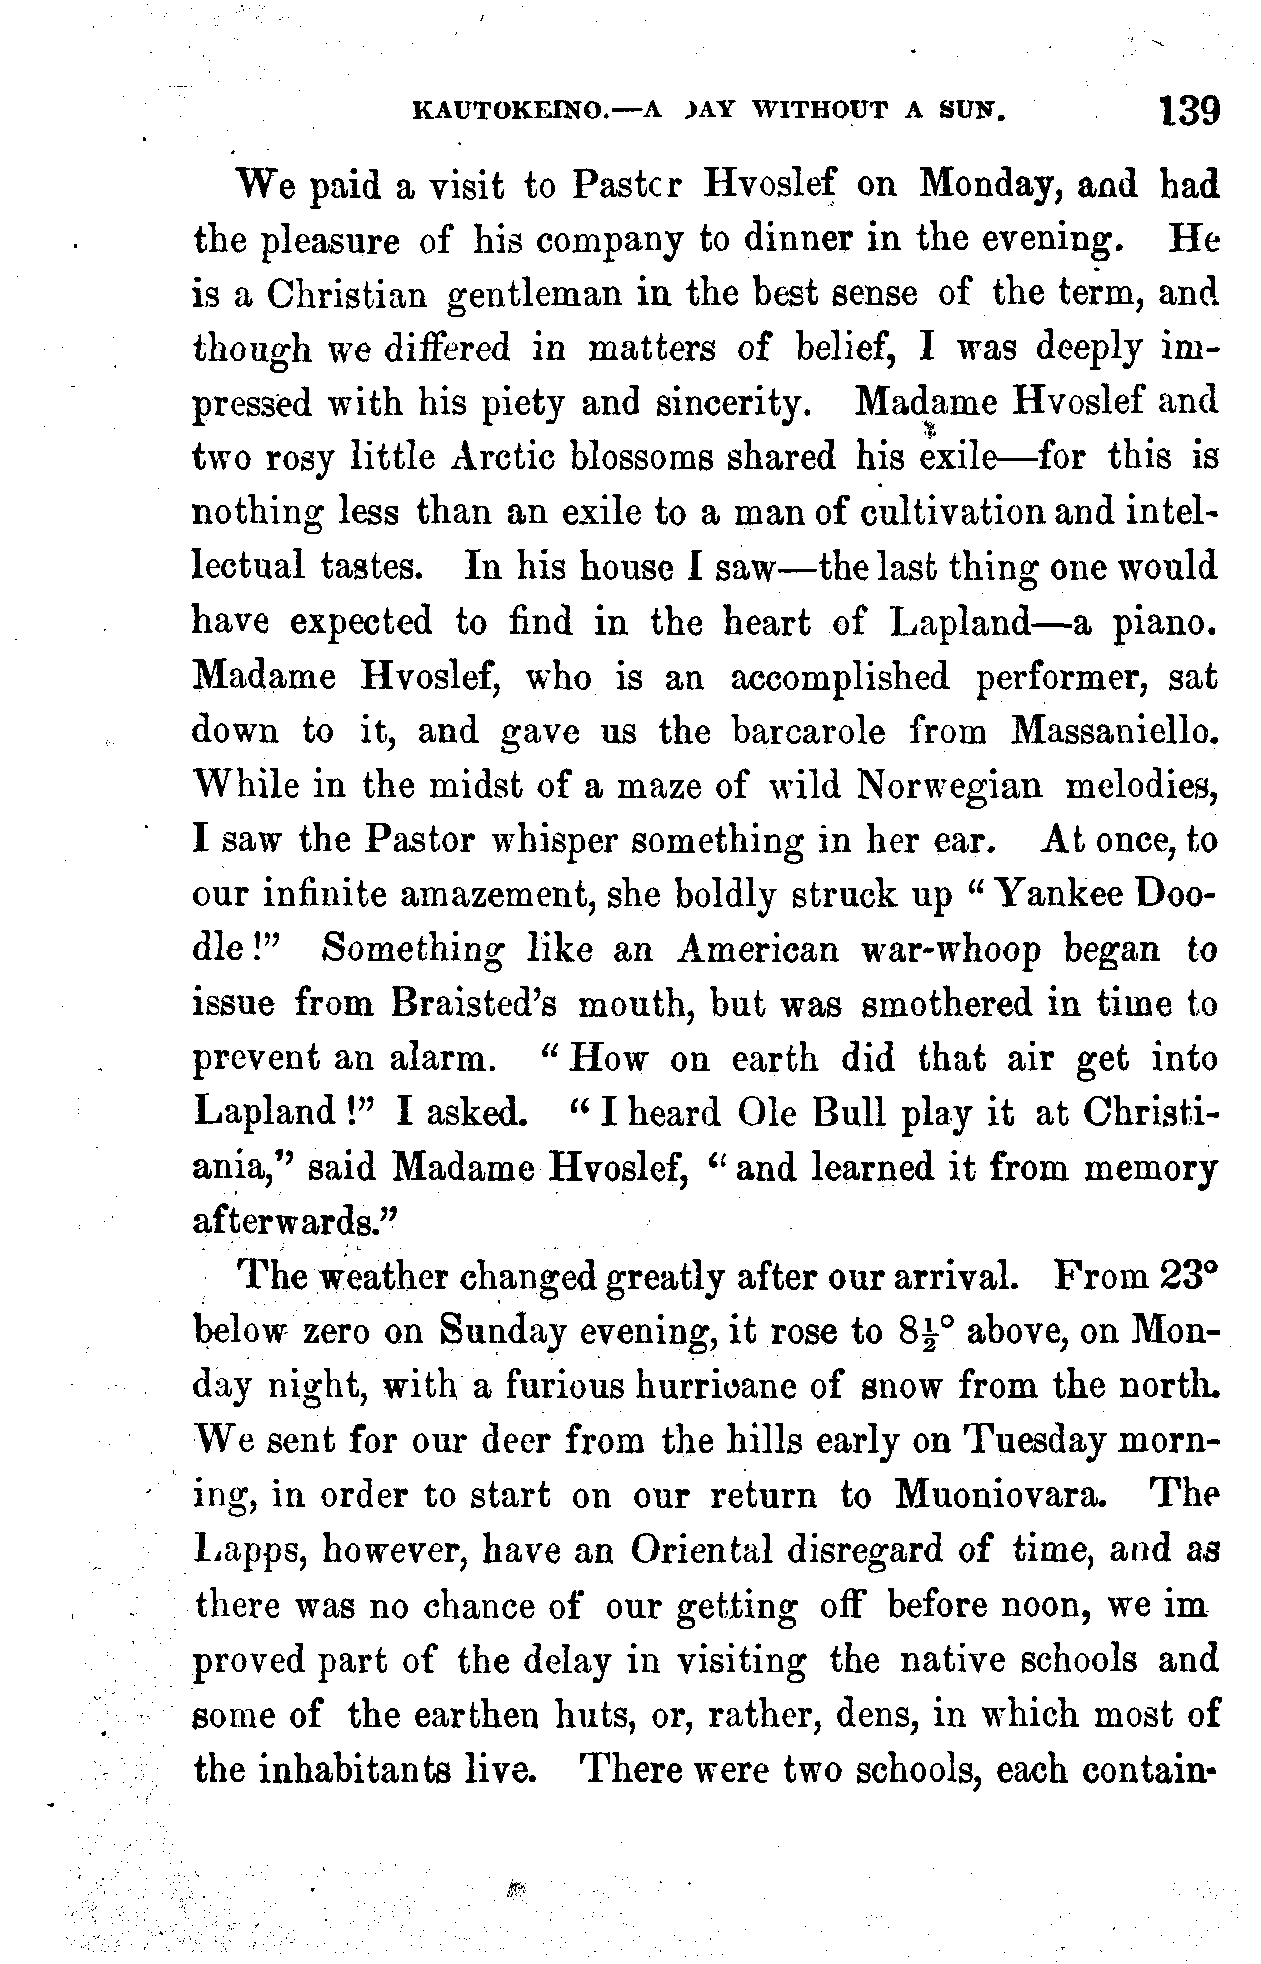 KAUTOKEINO.—A DAY WITHOUT A SUN. 139
We paid a visit to Pastor Hvoslef on Monday, and had
the pleasure of his company to dinner in the evening. He
is a Christian gentleman in the best sense of the term, and
though we differed in matters of belief, I was deeply im-
pressed with his piety and sincerity. Madame Hvoslef and
two rosy little Arctic blossoms shared his exile—for this is
nothing less than an exile to a man of cultivation and intel-
lectual tastes. In his house I saw—the last thing one would
have expected to find in the heart of Lapland—a piano.
Madame Hvoslef, who is an accomplished performer, sat
down to it, and gave us the barcarole from Massaniello.
While in the midst of a maze of wild Norwegian melodies,
I saw the Pastor whisper something in her ear. At once, to
our infinite amazement, she boldly struck up "Yankee Doo-
dle!" Something like an American war-whoop began to
issue from Braisted's mouth, but was smothered in time to
prevent an alarm. "How on earth did that air get into
Lapland!" I asked. "I heard Ole Bull play it at Christi-
ania," said Madame Hvoslef, "and learned it from memory
afterwards."
The weather changed greatly after our arrival. From 23°
below zero on Sunday evening, it rose to 8½° above, on Mon-
day night, with a furious hurricane of snow from the north.
We sent for our deer from the hills early on Tuesday morn-
ing, in order to start on our return to Muoniovara. The
Lapps, however, have an Oriental disregard of time, and as
there was no chance of our getting off before noon, we im
proved part of the delay in visiting the native schools and
some of the earthen huts, or, rather, dens, in which most of
the inhabitants live. There were two schools, each contain-